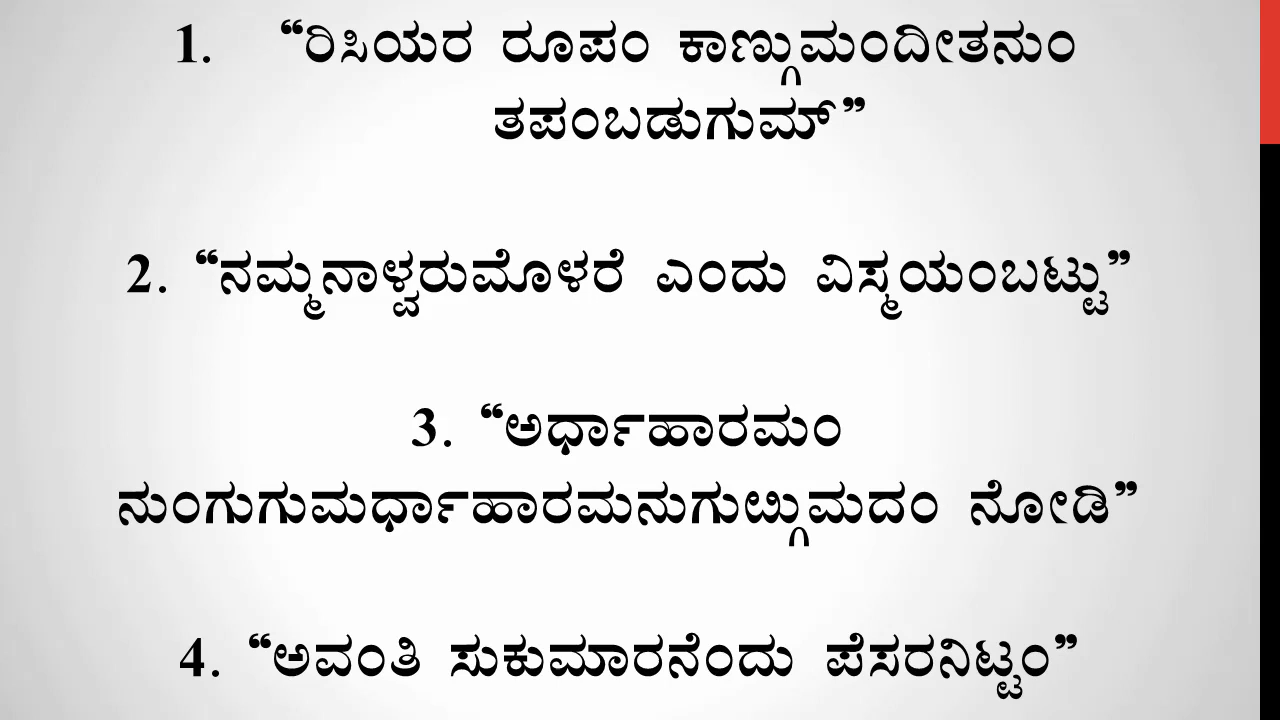 1. “ರಿಸಿಯರ ರೂಪಂ ಕಾಣ್ಗುಮಂದೀತನುಂ
ತಪಂಬಡುಗುಮ್”
2. “ನಮ್ಮನಾಳ್ವರುಮೊಳರೆ ಎಂದು ವಿಸ್ಮಯಂಬಟ್ಟು”
3. “ಅರ್ಧಾಹಾರಮಂ
ನುಂಗುಗುಮರ್ಧಾಹಾರಮನುಗುೞ್ಗುಮದಂ ನೋಡಿ”
4. “ಅವಂತಿ ಸುಕುಮಾರನೆಂದು ಪೆಸರನಿಟ್ಟಂ”